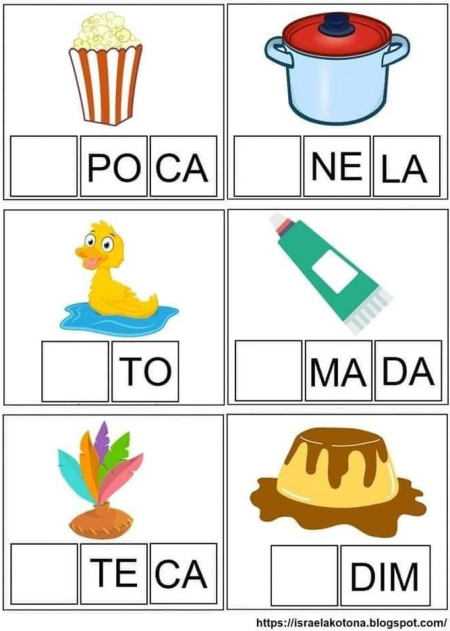 PO CA
NE LA
TO
MA DA
TE CA
DIM
https://israelakotona.blogspot.com/